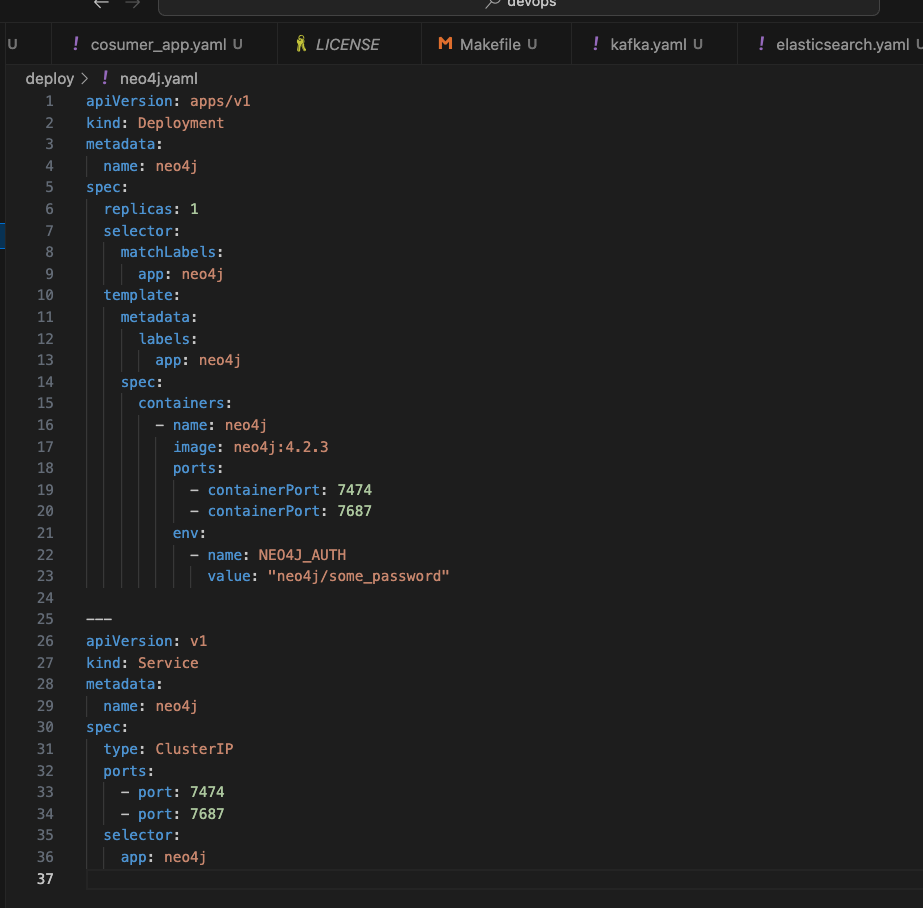 devops
U
! cosumer_app.yaml U
LICENSE
M Makefile U
! kafka.yaml U
! elasticsearch.yaml U
deploy > ! neo4j.yaml
1 apiVersion: apps/v1
2 kind: Deployment
3 metadata:
4   name: neo4j
5 spec:
6   replicas: 1
7   selector:
8     matchLabels:
9       app: neo4j
10   template:
11     metadata:
12       labels:
13         app: neo4j
14     spec:
15       containers:
16         - name: neo4j
17           image: neo4j:4.2.3
18           ports:
19             - containerPort: 7474
20             - containerPort: 7687
21           env:
22             - name: NEO4J_AUTH
23               value: "neo4j/some_password"
24
25 ---
26 apiVersion: v1
27 kind: Service
28 metadata:
29   name: neo4j
30 spec:
31   type: ClusterIP
32   ports:
33     - port: 7474
34     - port: 7687
35   selector:
36     app: neo4j
37